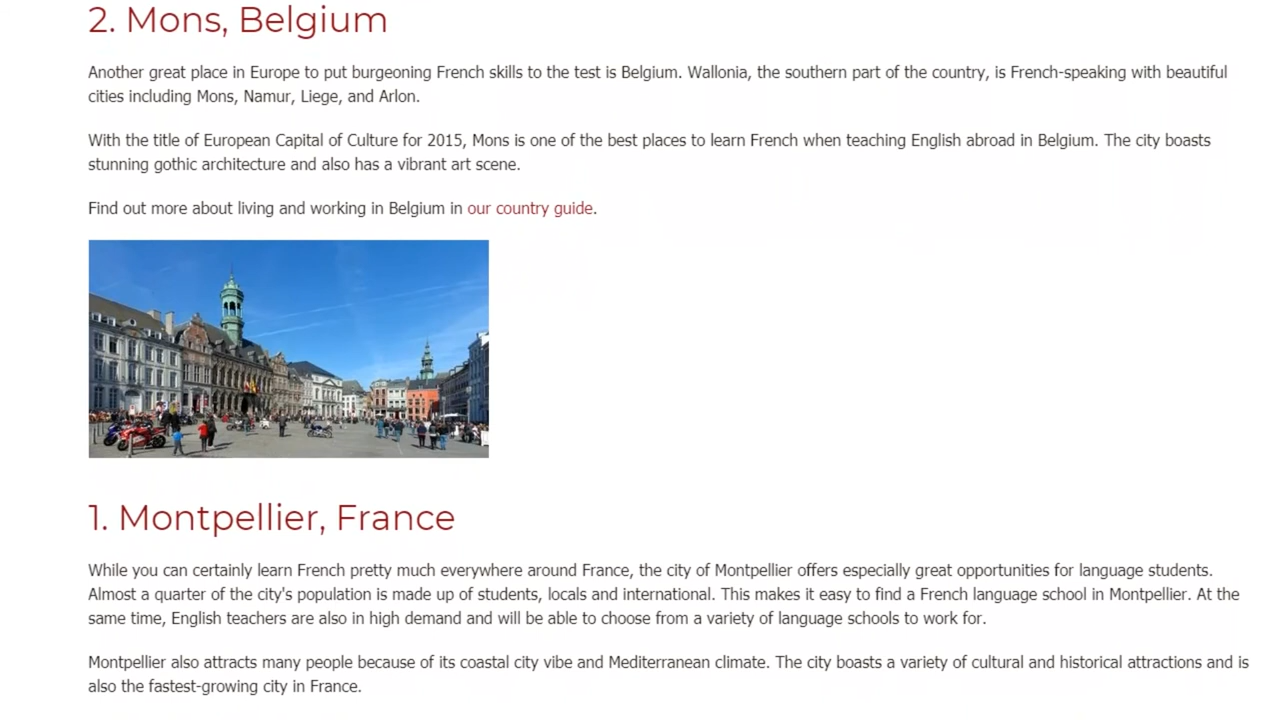 2. Mons, Belgium
Another great place in Europe to put burgeoning French skills to the test is Belgium. Wallonia, the southern part of the country, is French-speaking with beautiful
cities including Mons, Namur, Liege, and Arlon.
With the title of European Capital of Culture for 2015, Mons is one of the best places to learn French when teaching English abroad in Belgium. The city boasts
stunning gothic architecture and also has a vibrant art scene.
Find out more about living and working in Belgium in our country guide.
1. Montpellier, France
While you can certainly learn French pretty much everywhere around France, the city of Montpellier offers especially great opportunities for language students.
Almost a quarter of the city's population is made up of students, locals and international. This makes it easy to find a French language school in Montpellier. At the
same time, English teachers are also in high demand and will be able to choose from a variety of language schools to work for.
Montpellier also attracts many people because of its coastal city vibe and Mediterranean climate. The city boasts a variety of cultural and historical attractions and is
also the fastest-growing city in France.